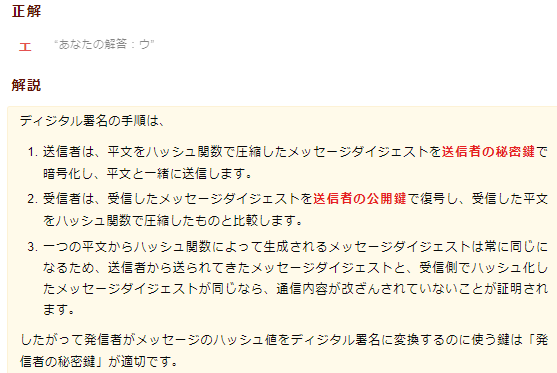 正解
エ
“あなたの解答：ウ”
解説
ディジタル署名の手順は、
1. 送信者は、平文をハッシュ関数で圧縮したメッセージダイジェストを送信者の秘密鍵で
暗号化し、平文と一緒に送信します。
2. 受信者は、受信したメッセージダイジェストを送信者の公開鍵で復号し、受信した平文
をハッシュ関数で圧縮したものと比較します。
3. 一つの平文からハッシュ関数によって生成されるメッセージダイジェストは常に同じに
なるため、送信者から送られてきたメッセージダイジェストと、受信側でハッシュ化し
たメッセージダイジェストが同じなら、通信内容が改ざんされていないことが証明され
ます。
したがって発信者がメッセージのハッシュ値をディジタル署名に変換するのに使う鍵は「発
信者の秘密鍵」が適切です。